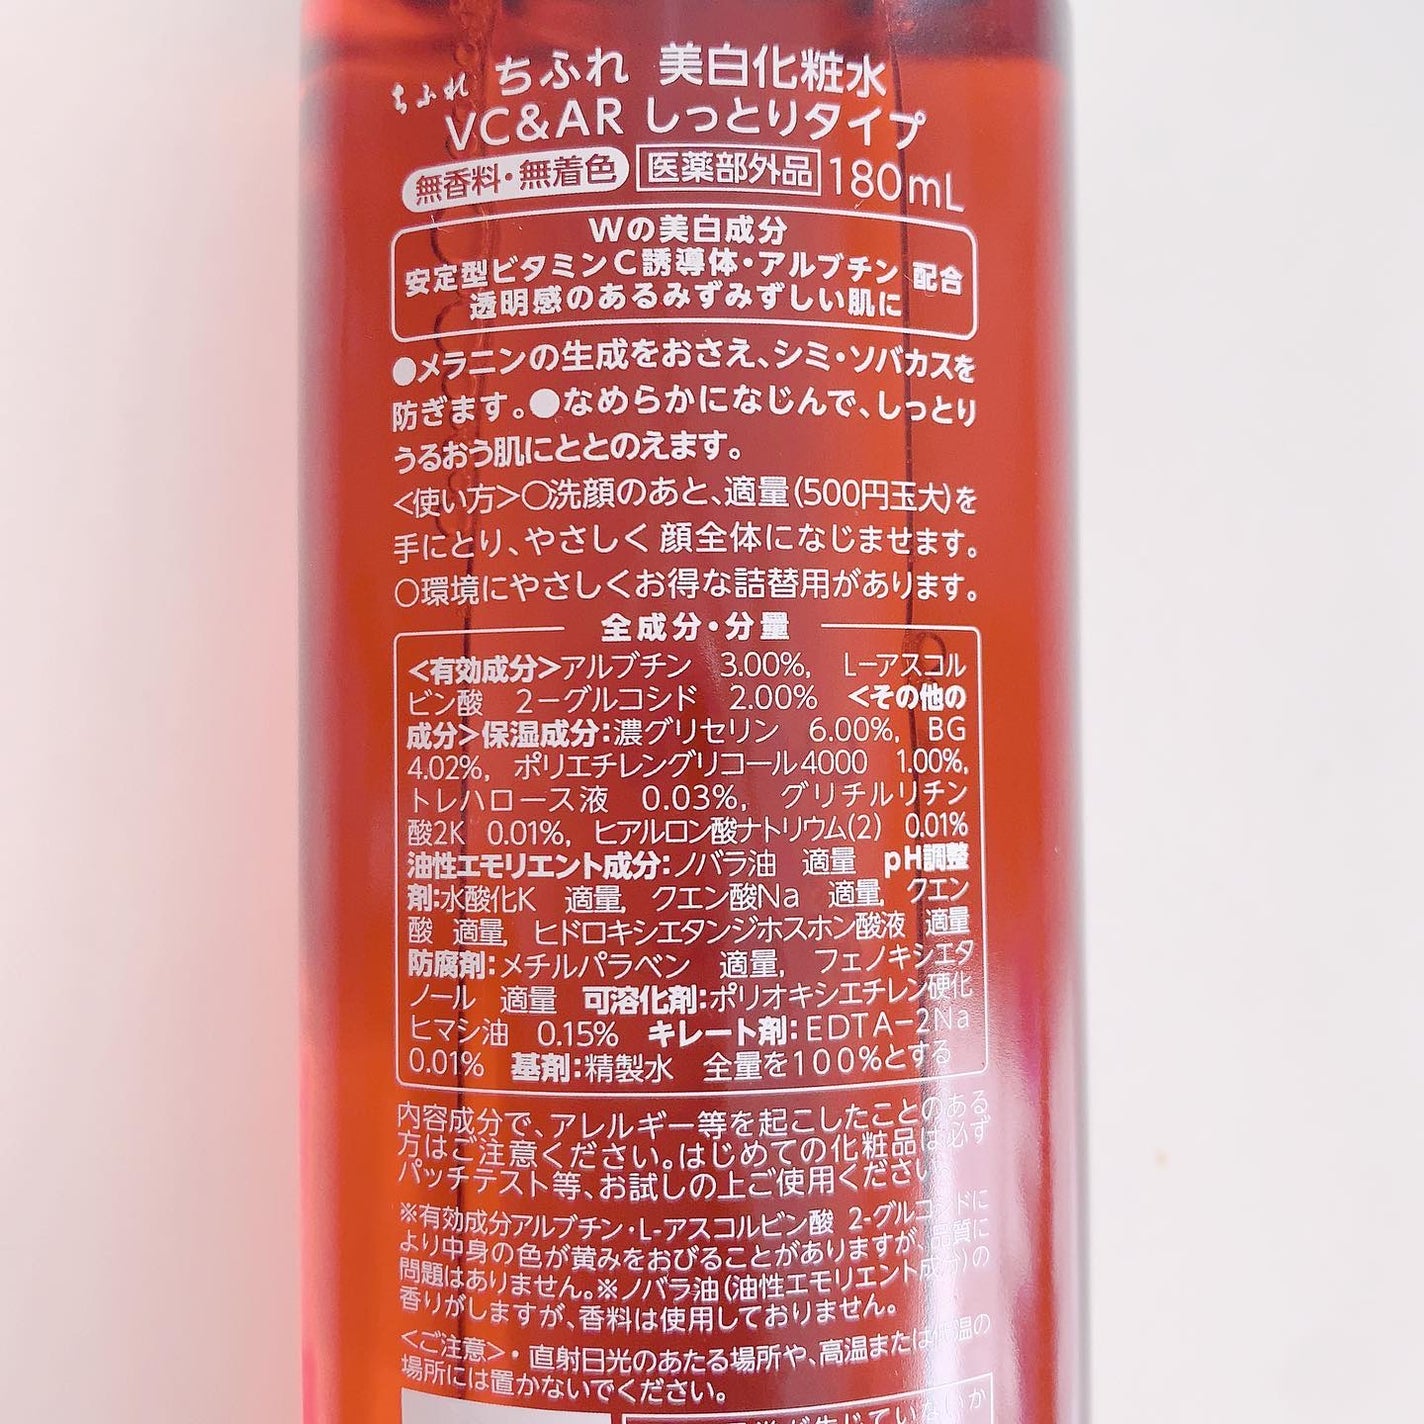 ちふれ ちふれ 美白化粧水
VC&AR しっとりタイプ
無香料・無着色 医薬部外品 180mL
Wの美白成分
安定型ビタミンC誘導体・アルブチン 配合
透明感のあるみずみずしい肌に
●メラニンの生成をおさえ、シミ・ソバカスを
防ぎます。●なめらかになじんで、しっとり
うるおう肌にととのえます。
<使い方>○洗顔のあと、適量(500円玉大)を
手にとり、やさしく顔全体になじませます。
○環境にやさしくお得な詰替用があります。
全成分・分量
<有効成分>アルブチン 3.00%, L-アスコル
ビン酸 2-グルコシド 2.00% <その他の
成分>保湿成分:濃グリセリン 6.00%, BG
4.02%, ポリエチレングリコール4000 1.00%,
トレハロース液 0.03%, グリチルリチン
酸2K 0.01%, ヒアルロン酸ナトリウム(2) 0.01%
油性エモリエント成分:ノバラ油 適量 pH調整
剤:水酸化K 適量, クエン酸Na 適量, クエン
酸 適量, ヒドロキシエタンジホスホン酸液 適量
防腐剤:メチルパラベン 適量, フェノキシエタ
ノール 適量 可溶化剤:ポリオキシエチレン硬化
ヒマシ油 0.15% キレート剤:EDTA-2Na
0.01% 基剤:精製水 全量を100%とする
内容成分で、アレルギー等を起こしたことのある
方はご注意ください。はじめての化粧品は必ず
パッチテスト等、お試しの上ご使用ください。
※有効成分アルブチン・L-アスコルビン酸 2-グルコシドに
より中身の色が黄みをおびることがありますが、品質に
問題はありません。※ノバラ油(油性エモリエント成分)の
香りがしますが、香料は使用しておりません。
<ご注意>・直射日光のあたる場所や、高温または低温の
場所には置かないでください。
が生じていないか